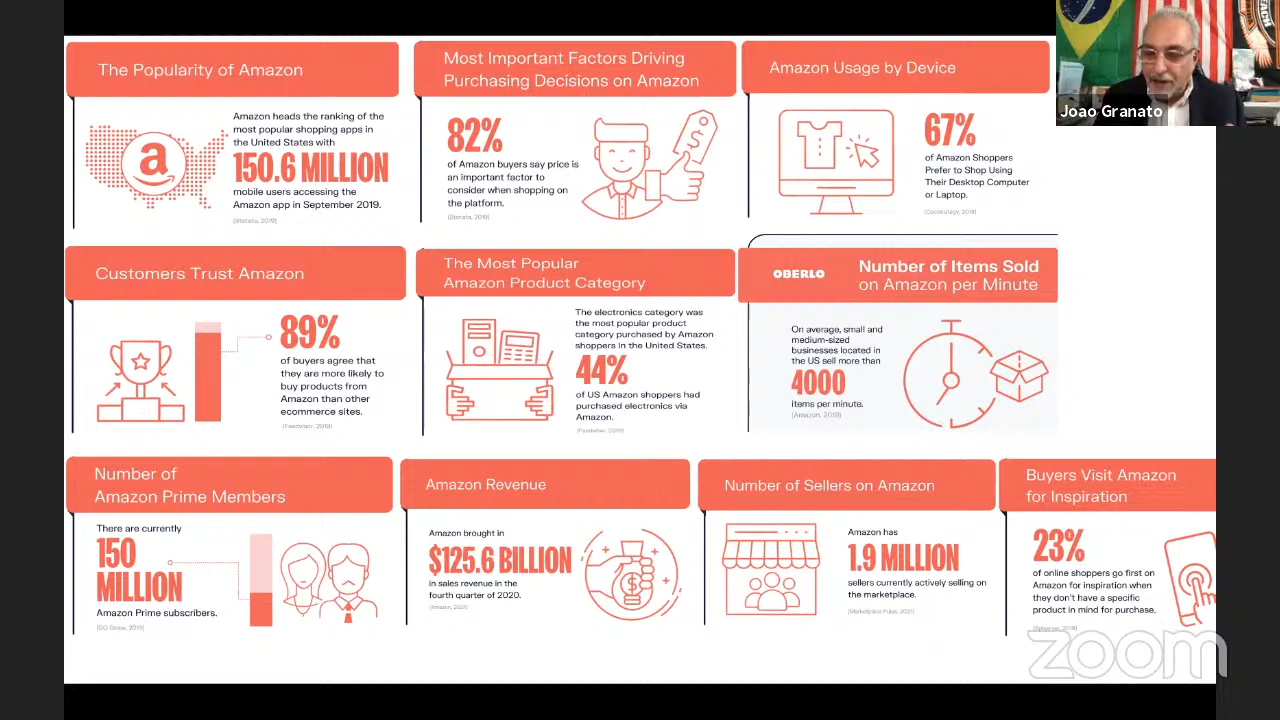 The Popularity of Amazon
Amazon heads the ranking of the
most popular shopping apps in
the United States with
150.6 MILLION
mobile users accessing the
Amazon app in September 2019.
(Statista, 2019)
a
Most Important Factors Driving
Purchasing Decisions on Amazon
82%
of Amazon buyers say price is
an important factor to
consider when shopping on
the platform.
(Statista, 2019)
$
Amazon Usage by Device
67%
of Amazon Shoppers
Prefer to Shop Using
Their Desktop Computer
or Laptop.
Joao Granato
Customers Trust Amazon
89%
of buyers agree that
they are more likely to
buy products from
Amazon than other
ecommerce sites.
(Feedvisor, 2019)
The Most Popular
Amazon Product Category
The electronics category was
the most popular product
category purchased by Amazon
shoppers in the United States.
44%
of US Amazon shoppers had
purchased electronics via
Amazon.
(Feedvisor, 2019)
OBERLO
Number of Items Sold
on Amazon per Minute
On average, small and
medium-sized
businesses located in
the US sell more than
4000
items per minute.
(Amazon, 2019)
Number of
Amazon Prime Members
There are currently
150
MILLION
Amazon Prime subscribers.
Amazon Revenue
Amazon brought in
$125.6 BILLION
in sales revenue in the
fourth quarter of 2020.
$
Number of Sellers on Amazon
Amazon has
1.9 MILLION
sellers currently actively selling on
the marketplace.
(Marketplace Pulse, 2021)
Buyers Visit Amazon
for Inspiration
23%
of online shoppers go first on
Amazon for inspiration when
they don't have a specific
product in mind for purchase.
zoom